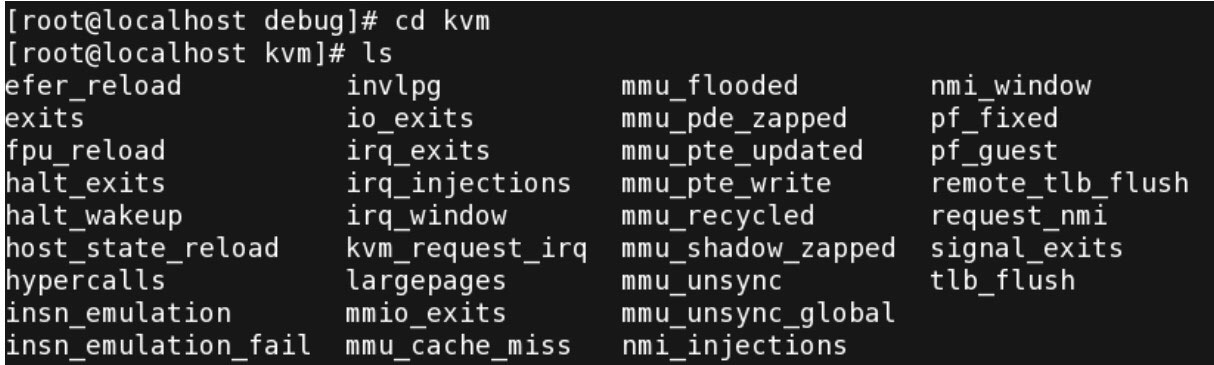 [root@localhost debug]# cd kvm
[root@localhost kvm]# ls
efer_reload invlpg mmu_flooded nmi_window
exits io_exits mmu_pde_zapped pf_fixed
fpu_reload irq_exits mmu_pte_updated pf_guest
halt_exits irq_injections mmu_pte_write remote_tlb_flush
halt_wakeup irq_window mmu_recycled request_nmi
host_state_reload kvm_request_irq mmu_shadow_zapped signal_exits
hypercalls largepages mmu_unsync tlb_flush
insn_emulation mmio_exits mmu_unsync_global
insn_emulation_fail mmu_cache_miss nmi_injections